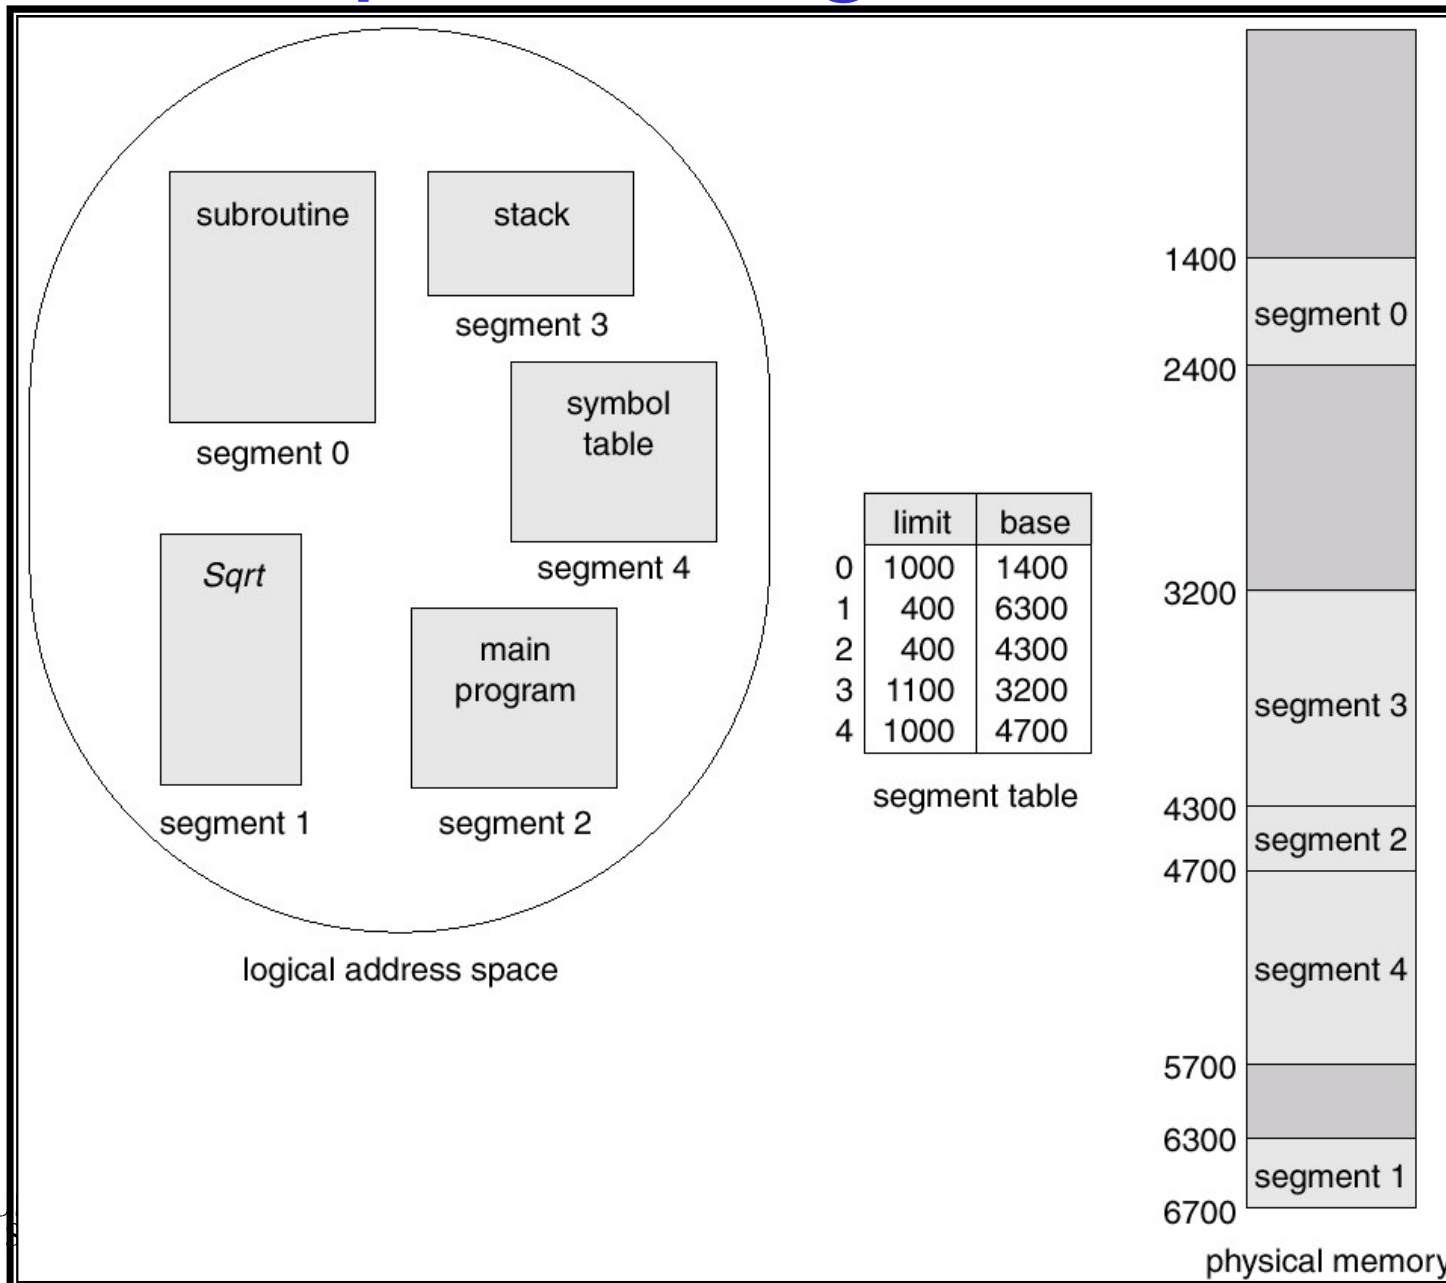 subroutine
segment 0
stack
segment 3
symbol
table
segment 4
Sqrt
segment 1
main
program
segment 2
logical address space
limit base
0 1000 1400
1 400 6300
2 400 4300
3 1100 3200
4 1000 4700
segment table
1400
segment 0
2400
3200
segment 3
4300
segment 2
4700
segment 4
5700
6300
segment 1
6700
physical memory